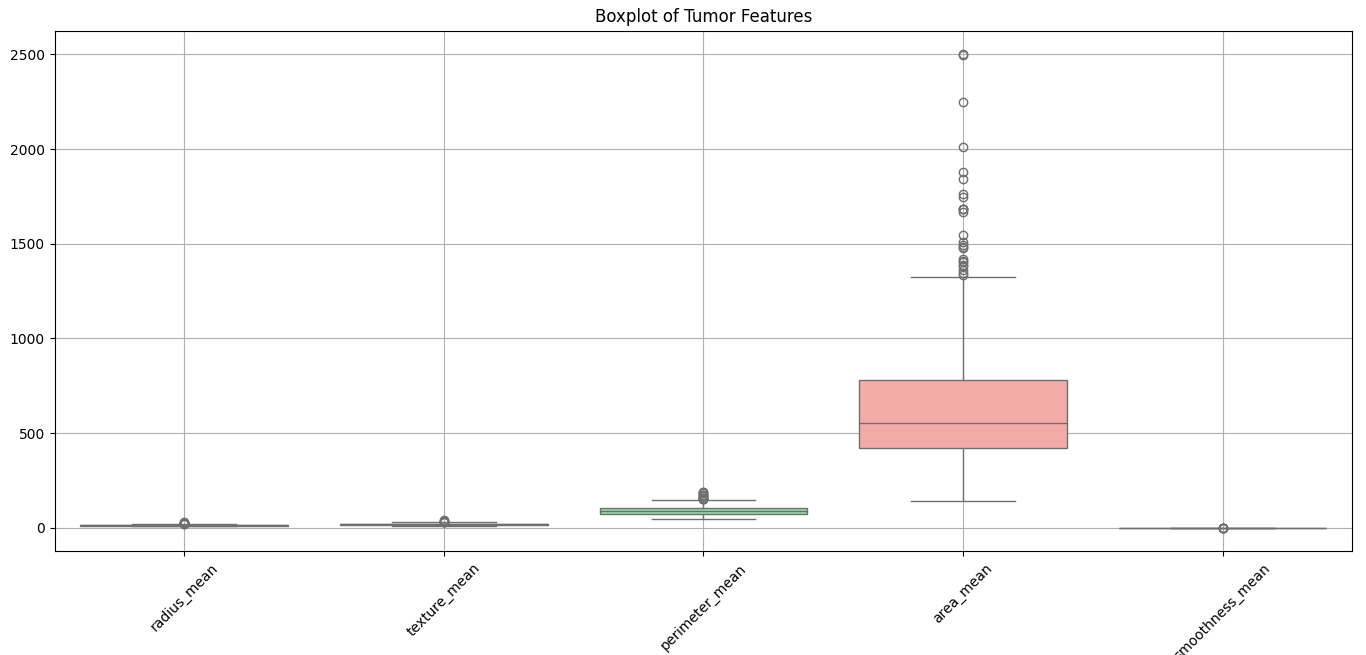 Boxplot of Tumor Features
2500
2000
1500
1000
500
0
radius_mean
texture_mean
perimeter_mean
area_mean
smoothness_mean